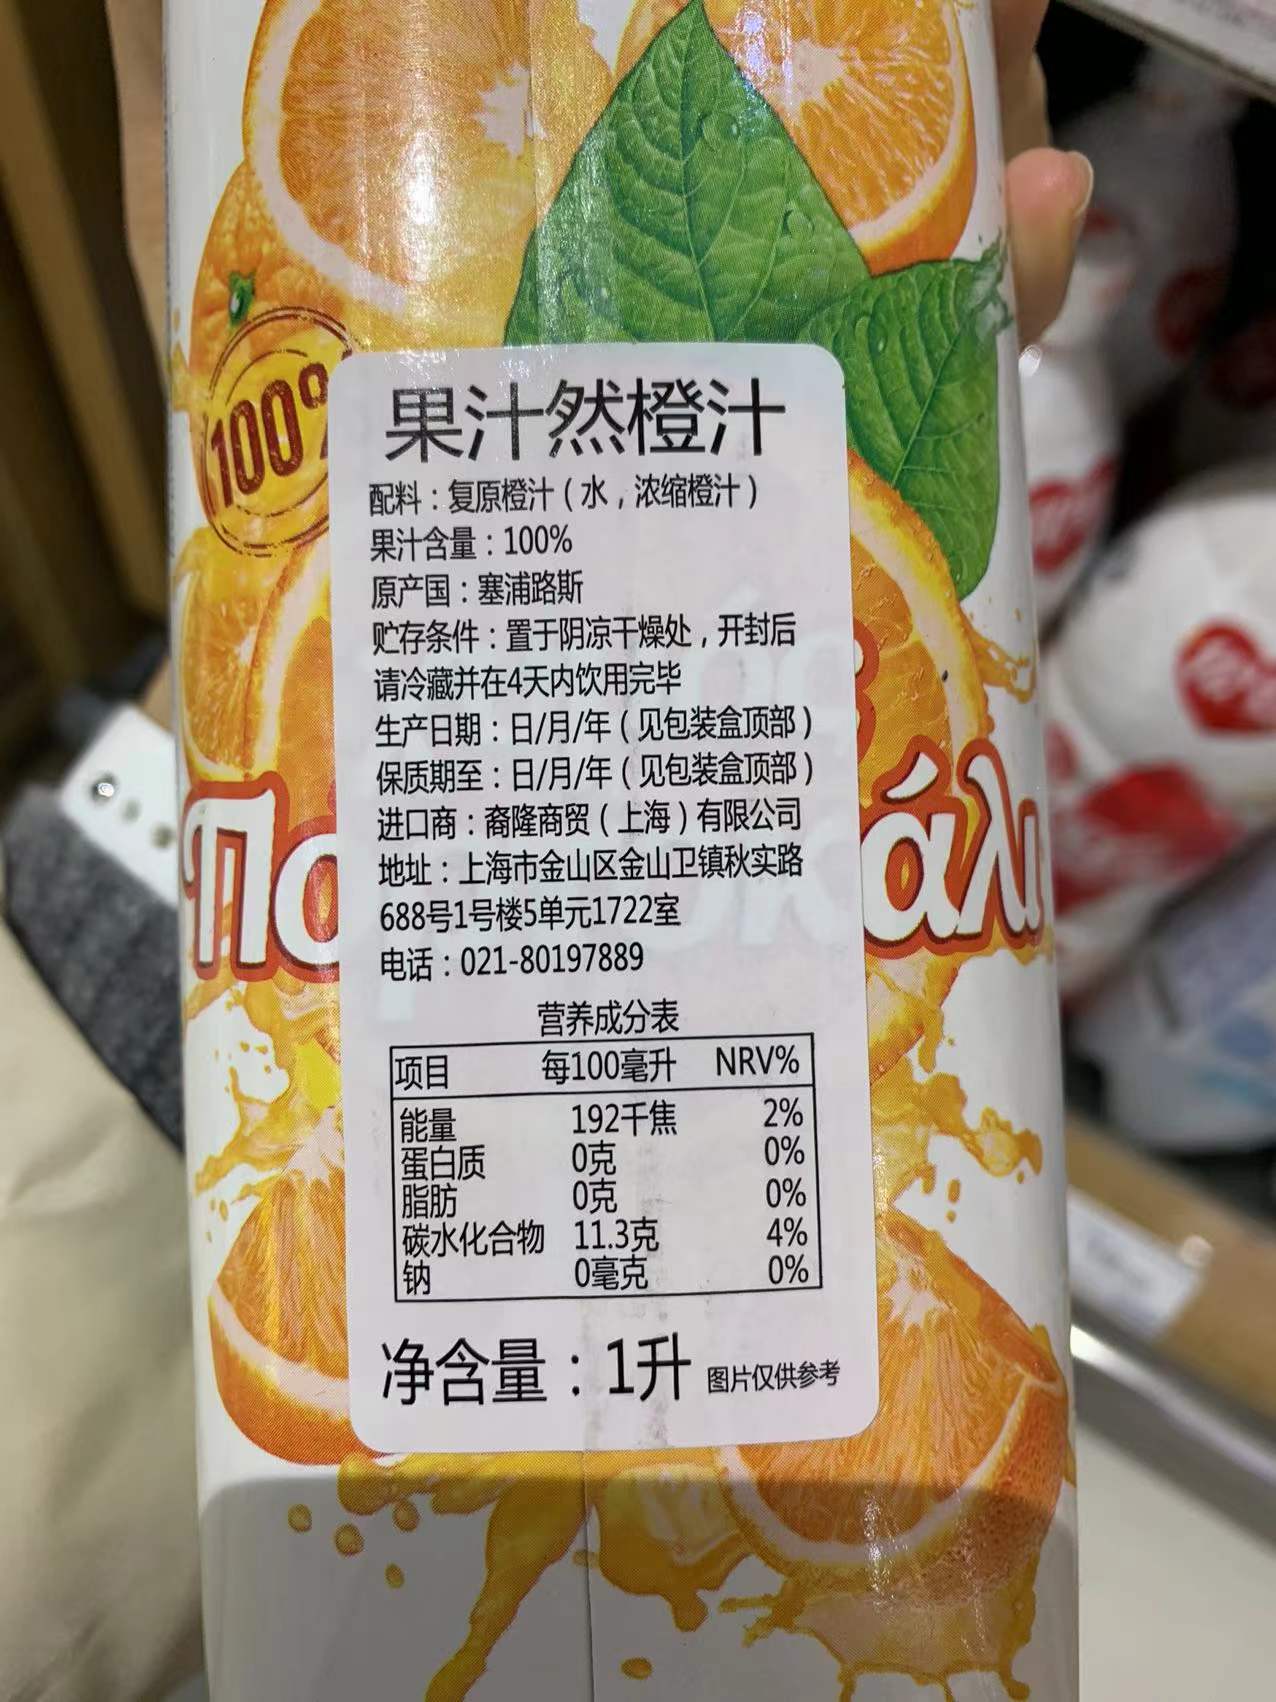 100%
果汁然橙汁
配料：复原橙汁（水，浓缩橙汁）
果汁含量：100%
原产国：塞浦路斯
贮存条件：置于阴凉干燥处，开封后
请冷藏并在4天内饮用完毕
生产日期：日/月/年（见包装盒顶部）
保质期至：日/月/年（见包装盒顶部）
进口商：裔隆商贸（上海）有限公司
地址：上海市金山区金山卫镇秋实路
688号1号楼5单元1722室
电话：021-80197889
营养成分表
项目 每100毫升 NRV%
能量 192千焦 2%
蛋白质 0克 0%
脂肪 0克 0%
碳水化合物 11.3克 4%
钠 0毫克 0%
净含量：1升 图片仅供参考